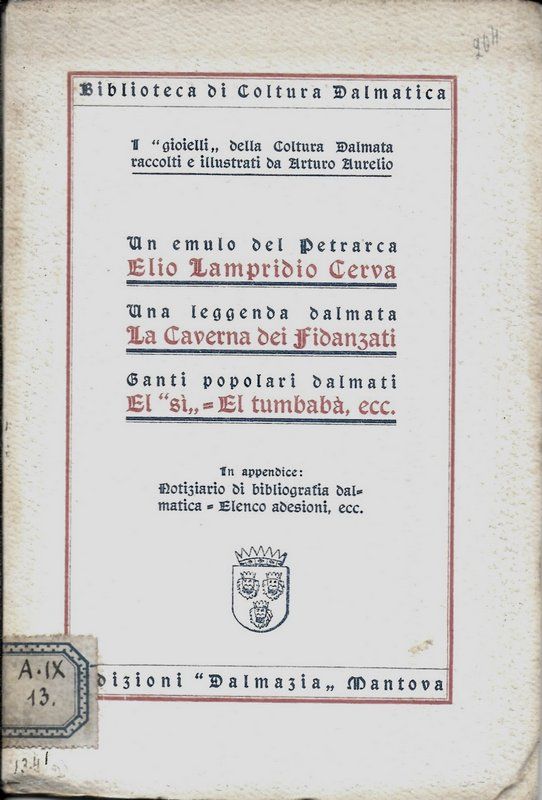 204
Biblioteca di Coltura Dalmatica
I "gioielli„ della Coltura Dalmata
raccolti e illustrati da Arturo Aurelio
Un emulo del Petrarca
Elio Lampridio Cerva
Una leggenda dalmata
La Caverna dei Fidanzati
Canti popolari dalmati
El "sì„ = El tumbabà, ecc.
In appendice:
Notiziario di bibliografia dal=
matica = Elenco adesioni, ecc.
A.IX
13.
dizioni "Dalmazia„ Mantova